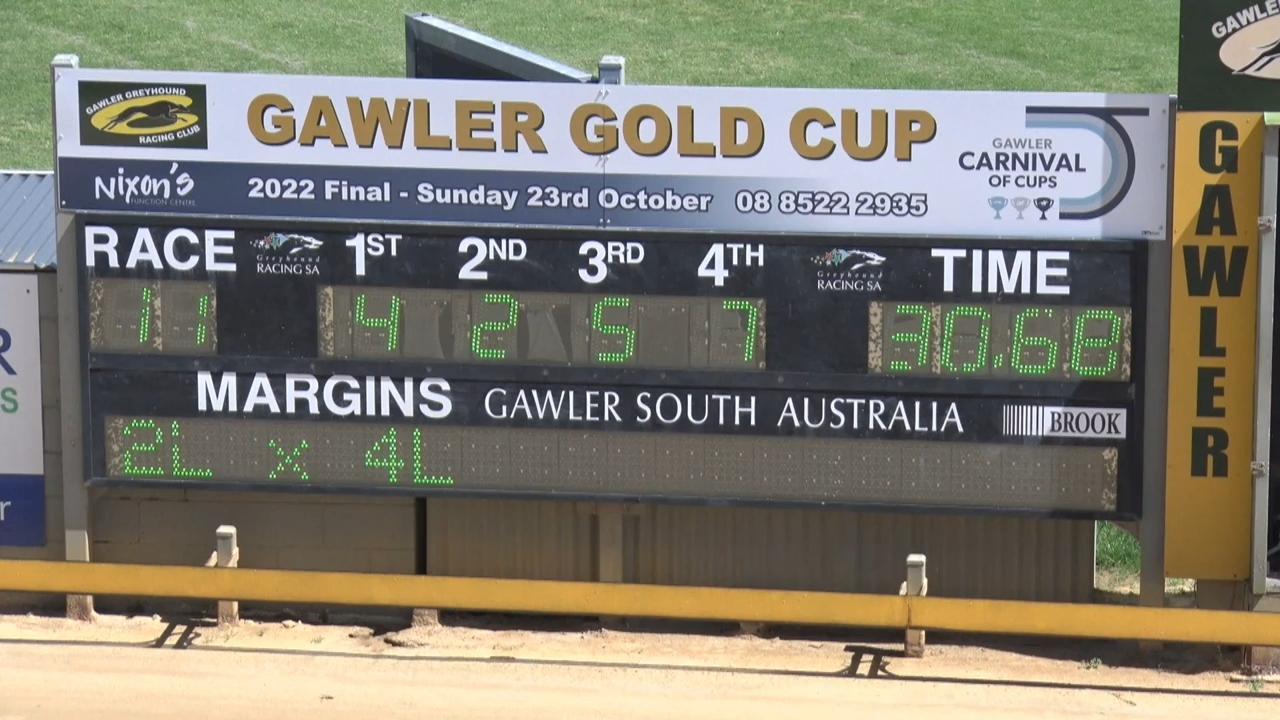 GAWLER GREYHOUND
RACING CLUB
GAWLER GOLD CUP
GAWLER
CARNIVAL
OF CUPS
Nixon's
FUNCTION CENTRE
2022 Final - Sunday 23rd October 08 8522 2935
RACE Greyhound RACING SA 1ST 2ND 3RD 4TH Greyhound RACING SA TIME
11 4 2 5 7 30.68
MARGINS GAWLER SOUTH AUSTRALIA BROOK
2L x 4L
GAWLER
GAWLE
R
S
r